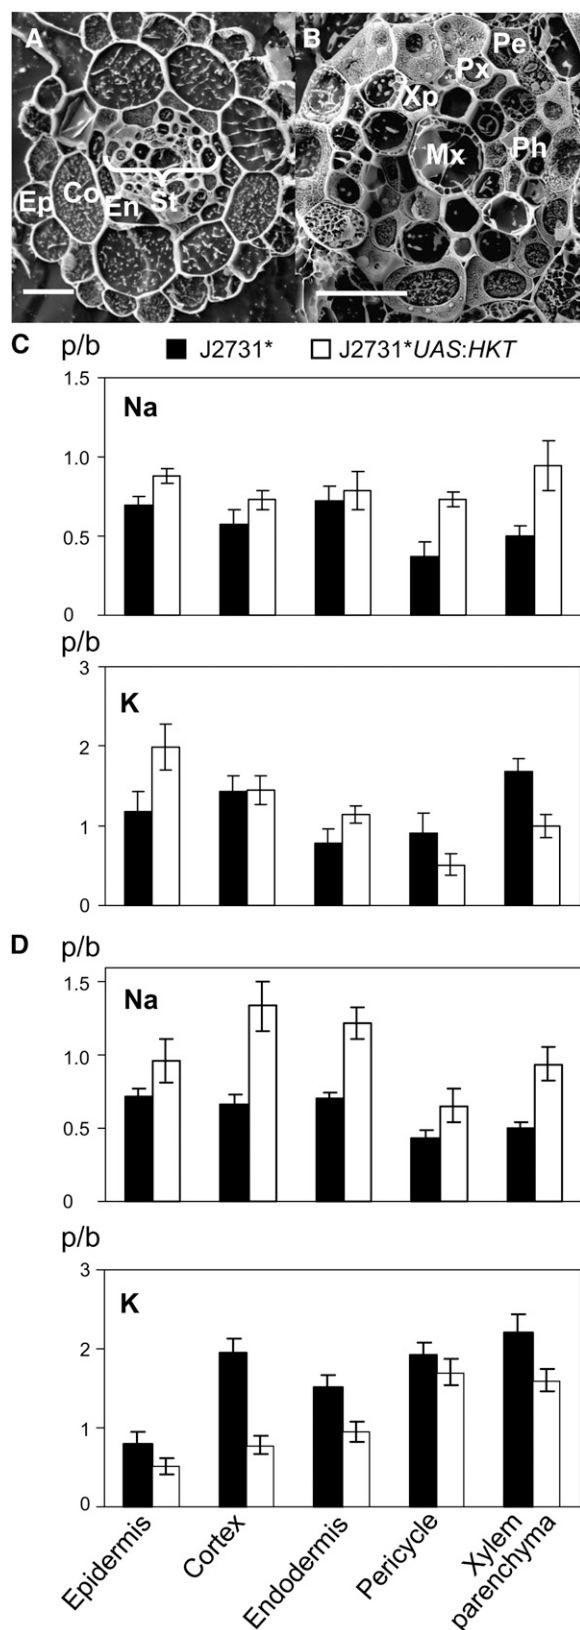 A
Ep
Co
En
St
B
Pe
Px
Xp
Mx
Ph
C
p/b
J2731*
J2731*UAS:HKT
1.5
Na
1.0
0.5
0
p/b
3
K
2
1
0
D
p/b
1.5
Na
1.0
0.5
0
p/b
3
K
2
1
0
Epidermis
Cortex
Endodermis
Pericycle
Xylem
parenchyma